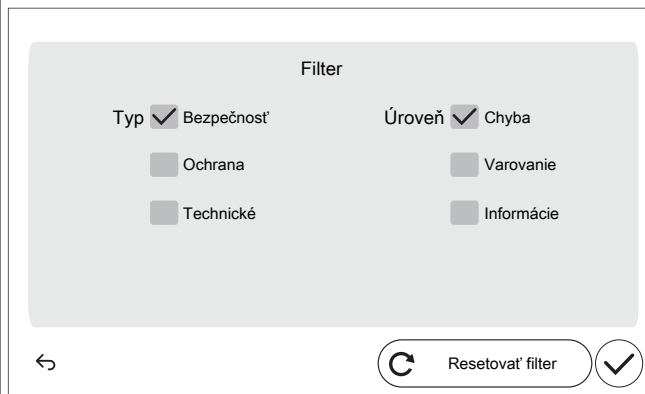 Filter
Typ Bezpečnosť Úroveň Chyba
Ochrana Varovanie
Technické Informácie
Resetovať filter